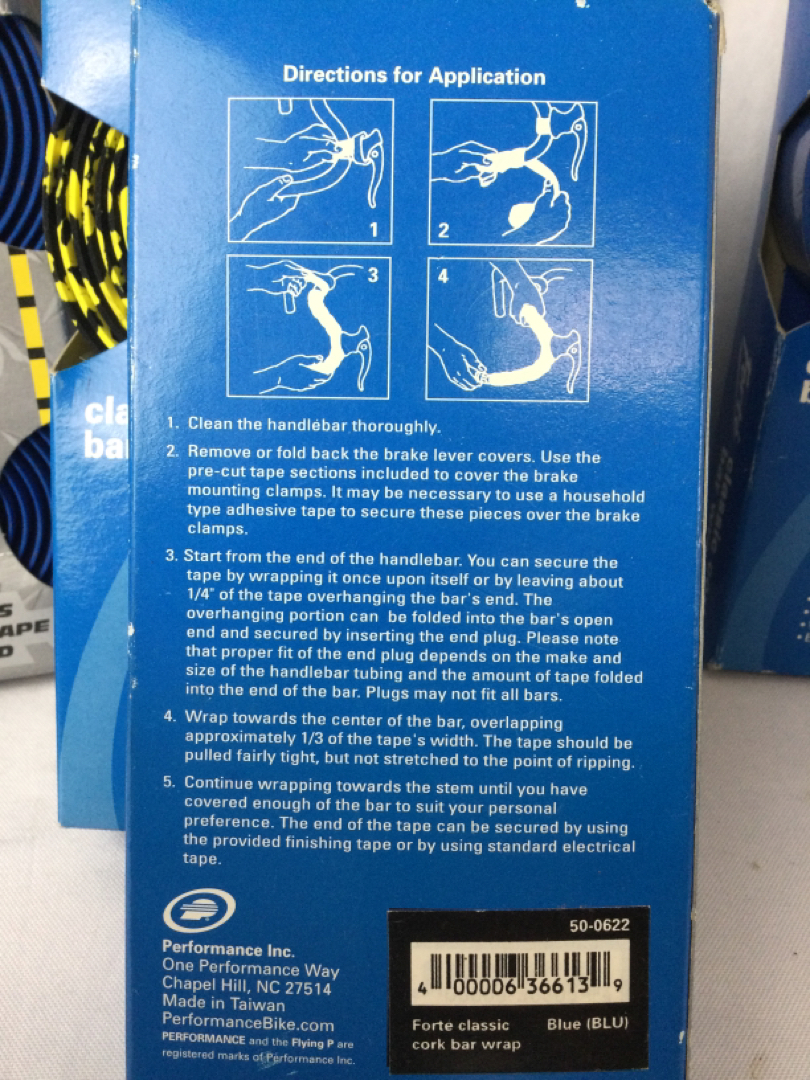 Directions for Application
1
2
3
4
1. Clean the handlebar thoroughly.
2. Remove or fold back the brake lever covers. Use the
pre-cut tape sections included to cover the brake
mounting clamps. It may be necessary to use a household
type adhesive tape to secure these pieces over the brake
clamps.
3. Start from the end of the handlebar. You can secure the
tape by wrapping it once upon itself or by leaving about
1/4" of the tape overhanging the bar's end. The
overhanging portion can be folded into the bar's open
end and secured by inserting the end plug. Please note
that proper fit of the end plug depends on the make and
size of the handlebar tubing and the amount of tape folded
into the end of the bar. Plugs may not fit all bars.
4. Wrap towards the center of the bar, overlapping
approximately 1/3 of the tape's width. The tape should be
pulled fairly tight, but not stretched to the point of ripping.
5. Continue wrapping towards the stem until you have
covered enough of the bar to suit your personal
preference. The end of the tape can be secured by using
the provided finishing tape or by using standard electrical
tape.
Performance Inc.
One Performance Way
Chapel Hill, NC 27514
Made in Taiwan
PerformanceBike.com
PERFORMANCE and the Flying P are
registered marks of Performance Inc.
50-0622
4 00006 36613 9
Forte classic Blue (BLU)
cork bar wrap
cla
ba
S
APE
classic